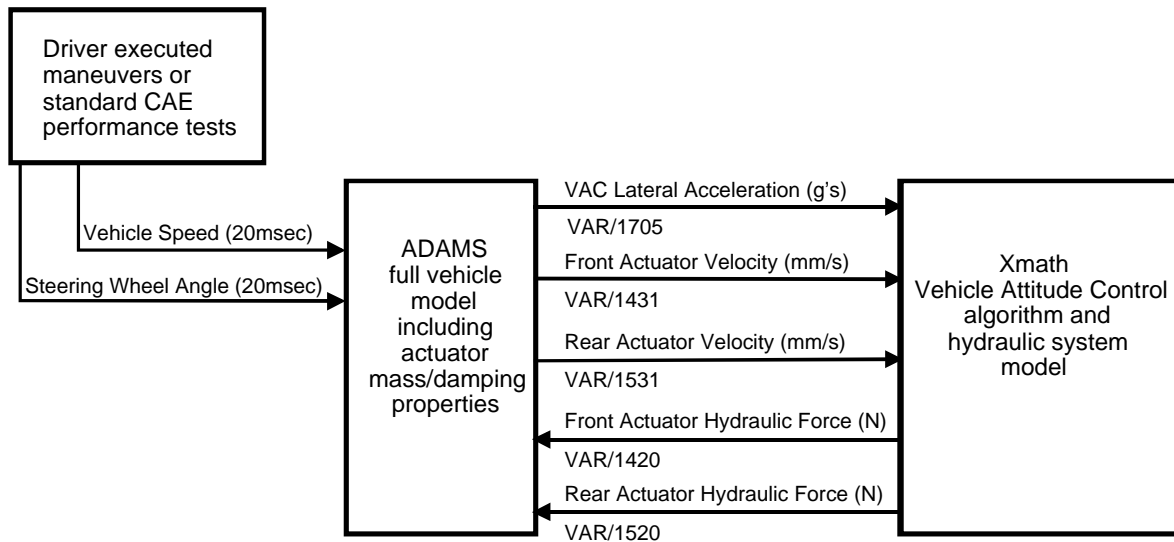 Driver executed
maneuvers or
standard CAE
performance tests
Vehicle Speed (20msec)
Steering Wheel Angle (20msec)
ADAMS
full vehicle
model
including
actuator
mass/damping
properties
VAC Lateral Acceleration (g's)
VAR/1705
Front Actuator Velocity (mm/s)
VAR/1431
Rear Actuator Velocity (mm/s)
VAR/1531
Front Actuator Hydraulic Force (N)
VAR/1420
Rear Actuator Hydraulic Force (N)
VAR/1520
Xmath
Vehicle Attitude Control
algorithm and
hydraulic system
model